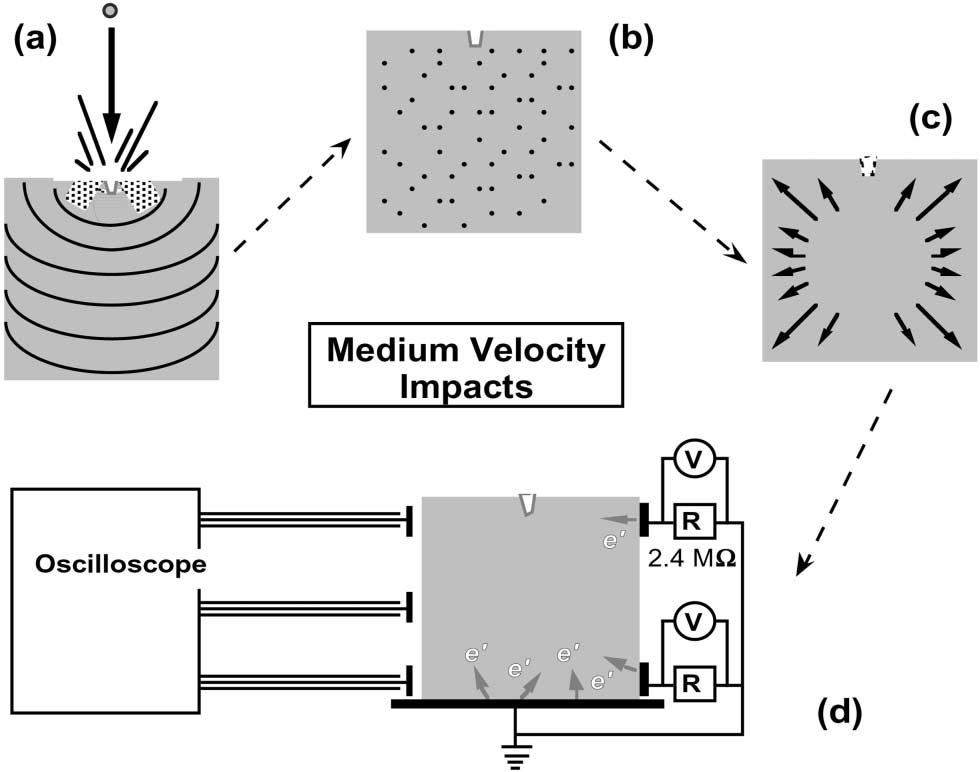 (a)
(b)
(c)
Medium Velocity
Impacts
V
R
e'
2.4 MΩ
Oscilloscope
V
e'
e'
e'
e'
R
(d)